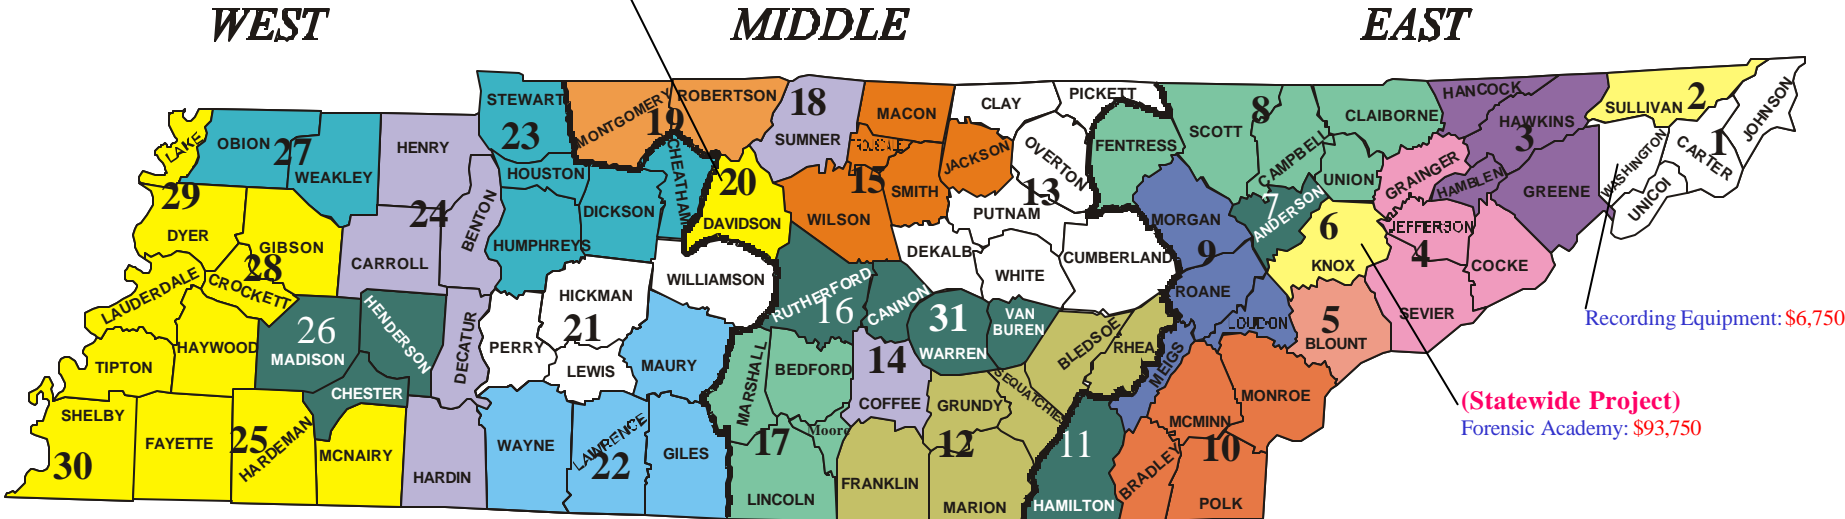 WEST MIDDLE EAST
STEWART
MONTGOMERY
ROBERTSON
18
SUMNER
MACON
CLAY
PICKETT
SCOTT
8
CLAIBORNE
HANCOCK
SULLIVAN 2
JOHNSON
LAKE
OBION
27
WEAKLEY
HENRY
23
19
CHEATHAM
TROUSDALE
JACKSON
OVERTON
FENTRESS
CAMPBELL
UNION
GRAINGER
HAWKINS
3
HAMBLEN
GREENE
WASHINGTON
CARTER
1
UNICOI
29
DYER
GIBSON
28
24
BENTON
CARROLL
HOUSTON
HUMPHREYS
DICKSON
20
DAVIDSON
WILSON
15
SMITH
13
PUTNAM
DEKALB
WHITE
CUMBERLAND
MORGAN
9
7
ANDERSON
6
KNOX
JEFFERSON
4
COCKE
LAUDERDALE
CROCKETT
HAYWOOD
TIPTON
26
MADISON
HENDERSON
CHESTER
DECATUR
PERRY
HICKMAN
21
LEWIS
WILLIAMSON
MAURY
RUTHERFORD
16
CANNON
31
WARREN
VAN
BUREN
BLEDSOE
RHEA
ROANE
LOUDON
5
BLOUNT
SEVIER
Recording Equipment: $6,750
SHELBY
30
FAYETTE
25
HARDEMAN
MCNAIRY
HARDIN
WAYNE
LAWRENCE
22
GILES
MARSHALL
BEDFORD
Moore
17
LINCOLN
14
COFFEE
GRUNDY
SEQUATCHIE
12
FRANKLIN
MARION
11
HAMILTON
MEIGS
MCMINN
MONROE
BRADLEY
10
POLK
(Statewide Project)
Forensic Academy: $93,750